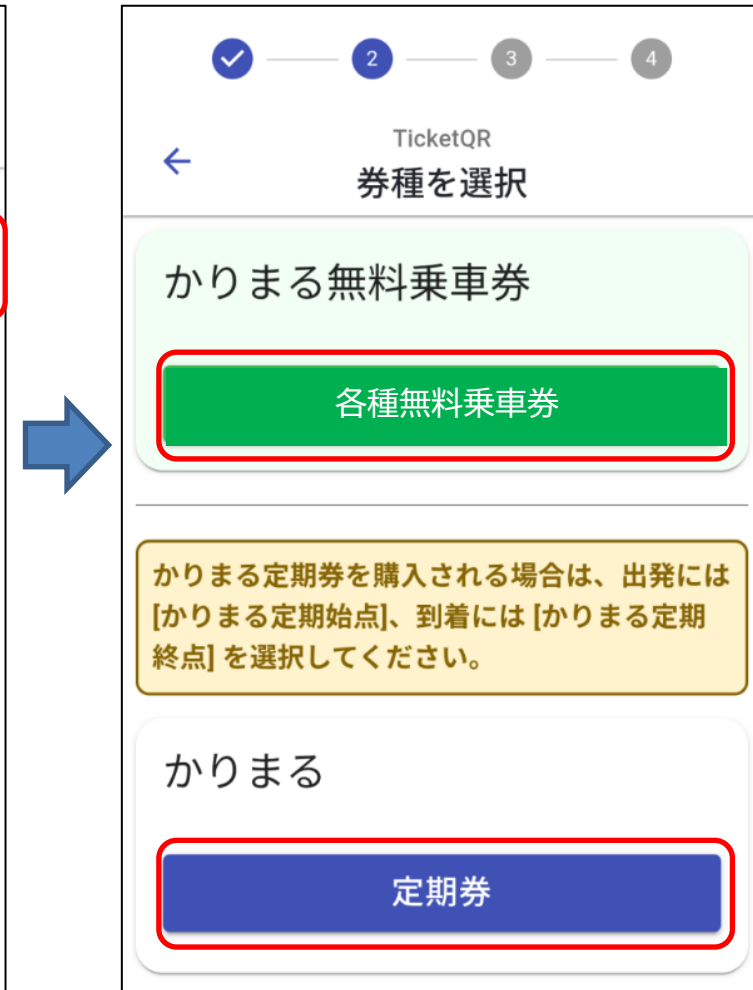 2
3
4
TicketQR
券種を選択
かりまる無料乗車券
各種無料乗車券
かりまる定期券を購入される場合は、出発には
[かりまる定期始点]、到着には [かりまる定期
終点] を選択してください。
かりまる
定期券